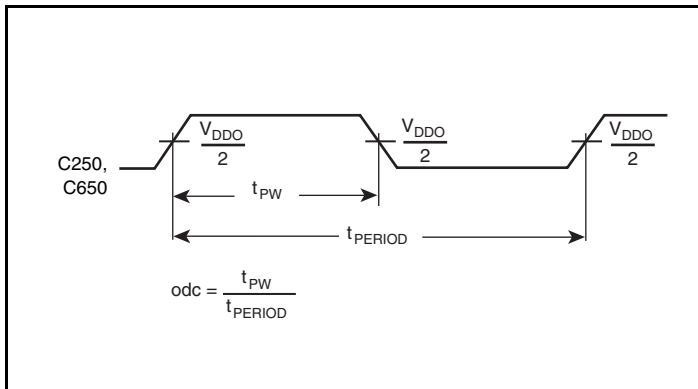 V_DDO/2
V_DDO/2
V_DDO/2
C250,
C650
t_PW
t_PERIOD
odc = t_PW/t_PERIOD